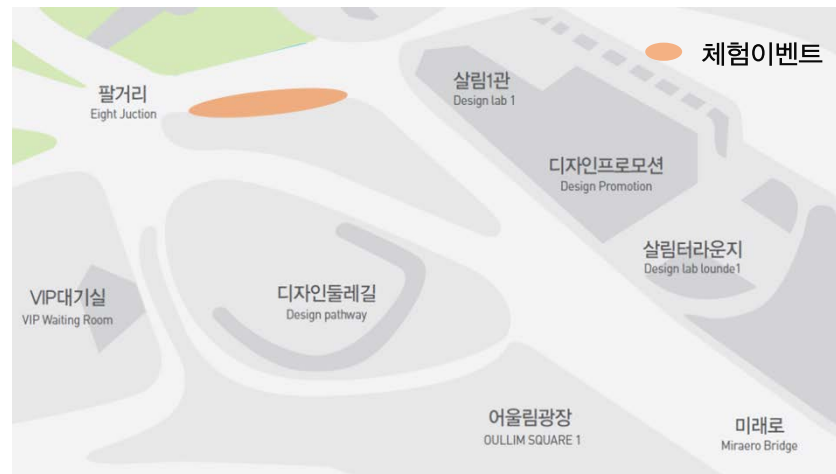 체험이벤트
살림1관
Design lab 1
팔거리
Eight Juction
디자인프로모션
Design Promotion
살림터라운지
Design lab lounde1
VIP대기실
VIP Waiting Room
디자인둘레길
Design pathway
어울림광장
OULLIM SQUARE 1
미래로
Miraero Bridge